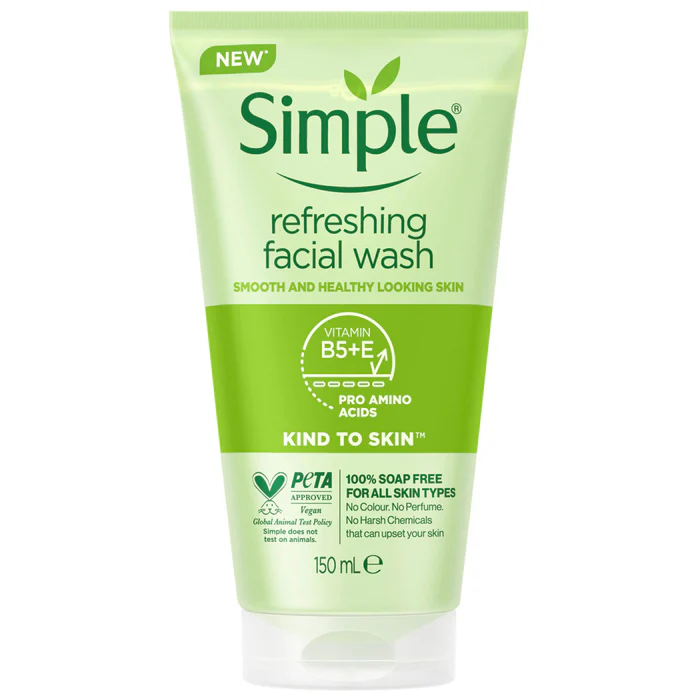 NEW*
Simple®
refreshing
facial wash
SMOOTH AND HEALTHY LOOKING SKIN
VITAMIN
B5+E
PRO AMINO
ACIDS
KIND TO SKIN™
PETA
APPROVED
Vegan
Global Animal Test Policy
Simple does not
test on animals.
100% SOAP FREE
FOR ALL SKIN TYPES
No Colour. No Perfume.
No Harsh Chemicals
that can upset your skin
150 mL ℮